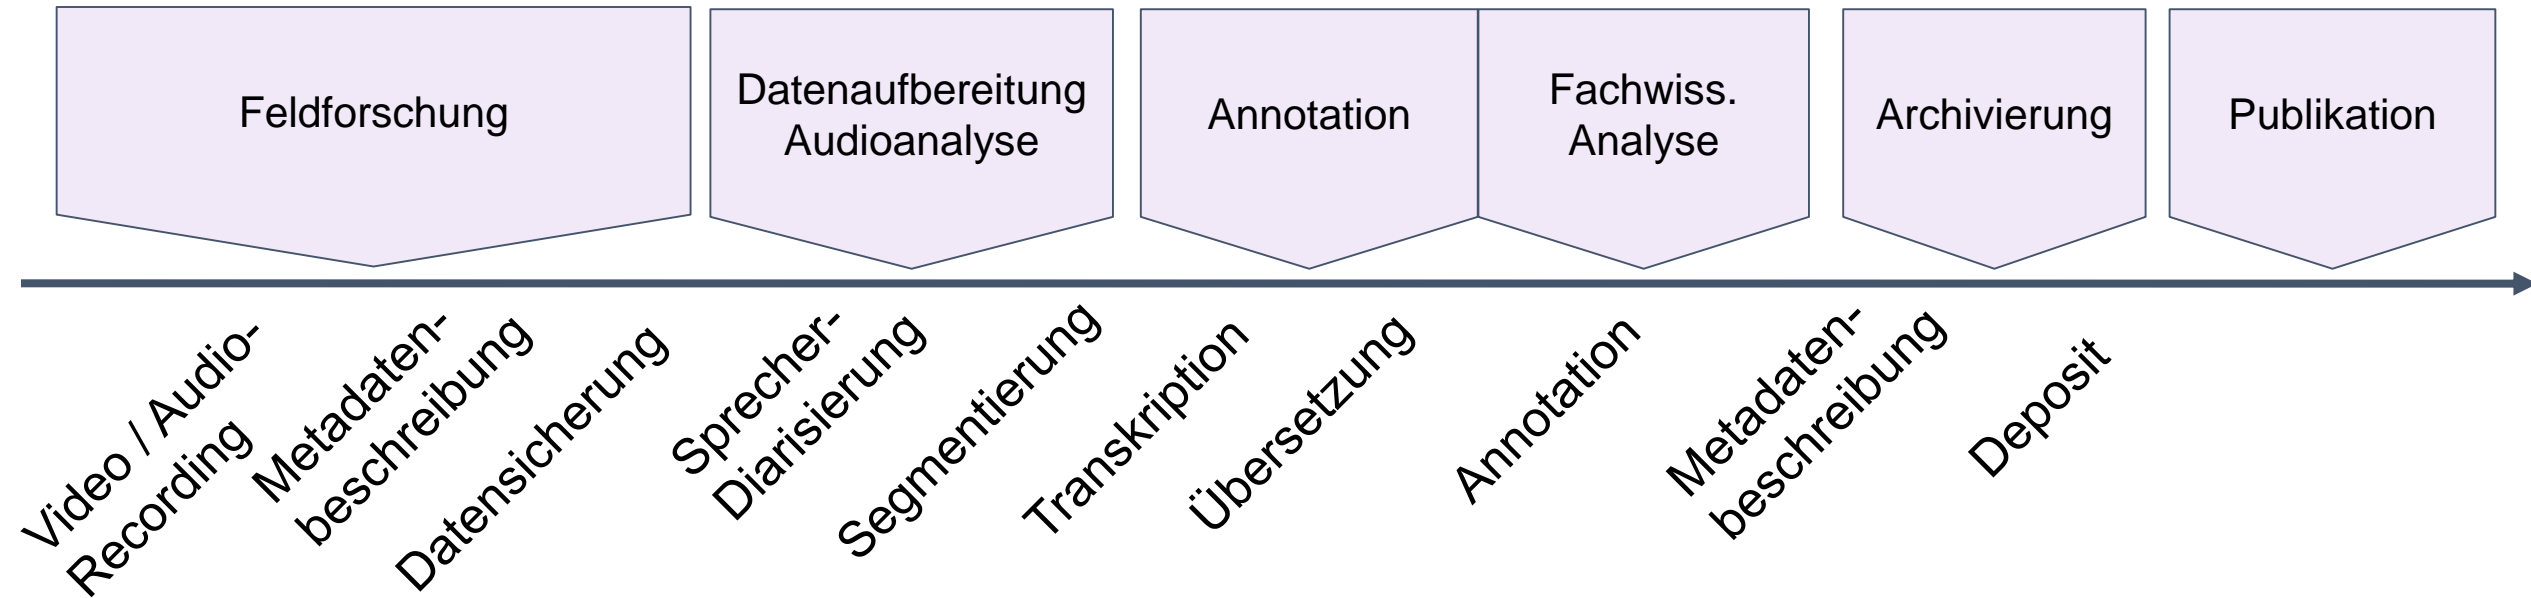 Feldforschung
Datenaufbereitung
Audioanalyse
Annotation
Fachwiss.
Analyse
Archivierung
Publikation
Video / Audio-
Recording
Metadaten-
beschreibung
Datensicherung
Sprecher-
Diarisierung
Segmentierung
Transkription
Übersetzung
Annotation
Metadaten-
beschreibung
Deposit